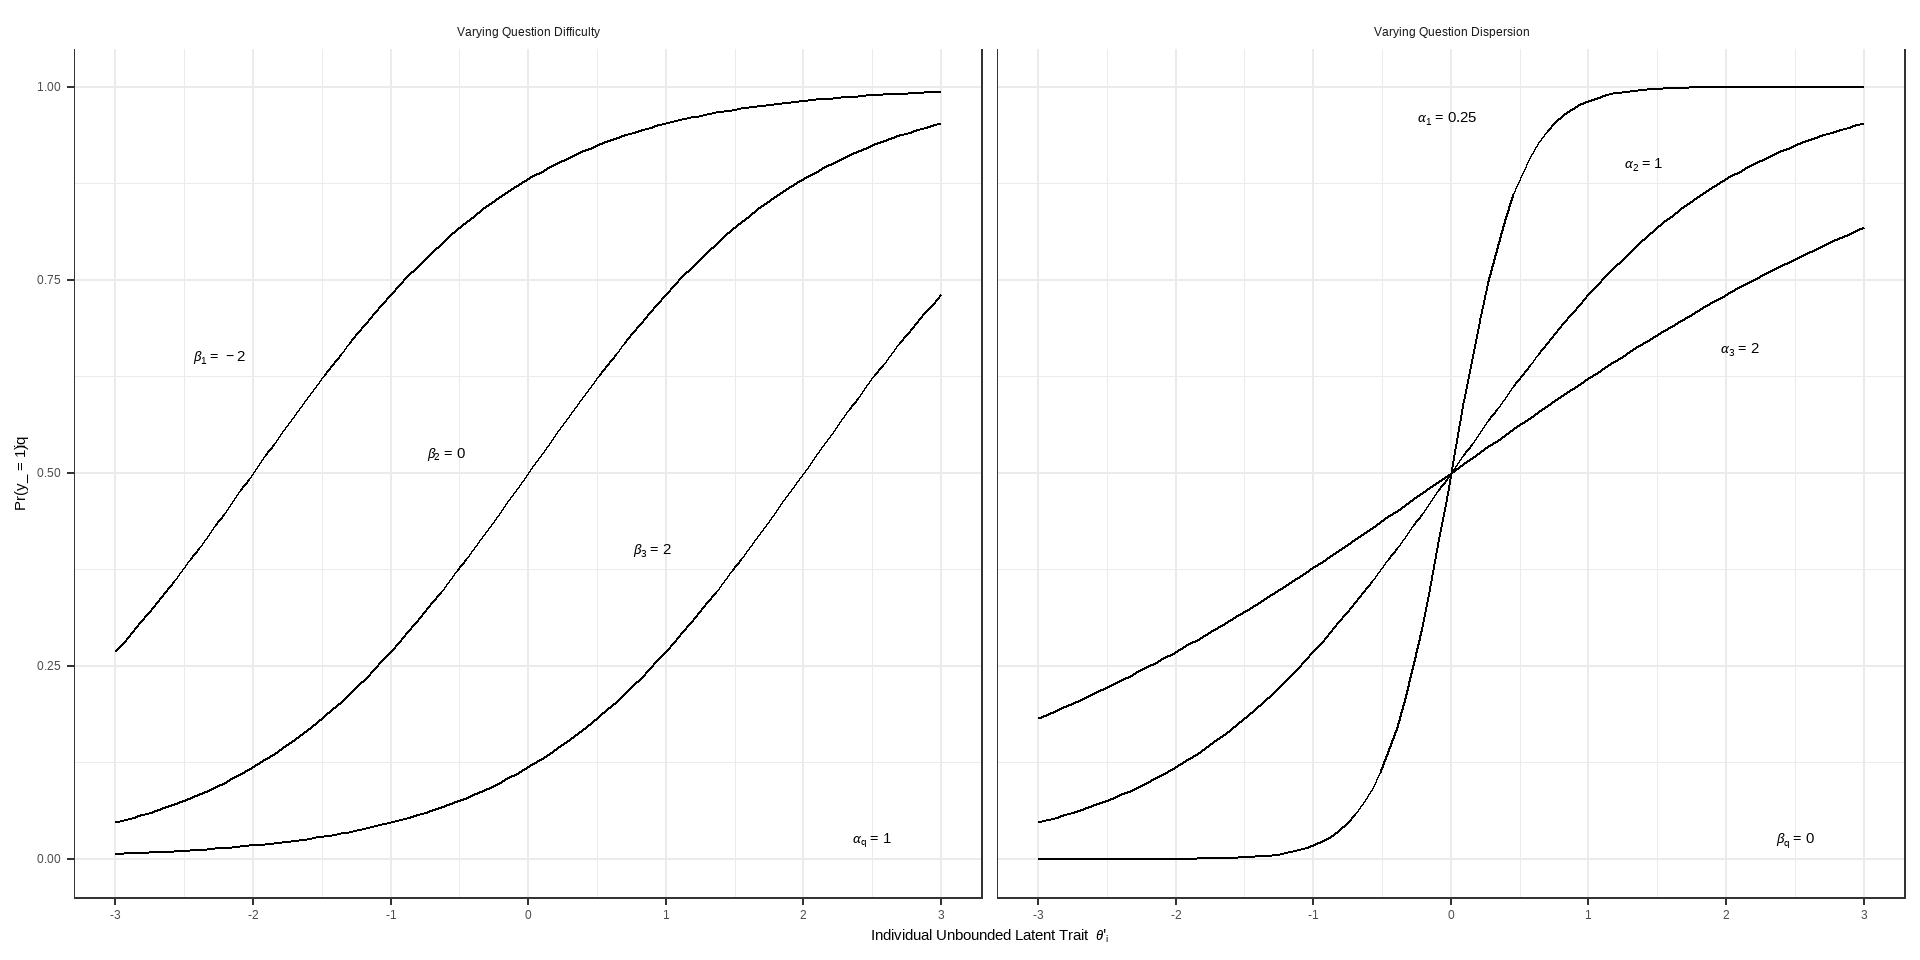 Varying Question Difficulty
Varying Question Dispersion
1.00
0.75
0.50
0.25
0.00
Pr(y_ = 1)q
β₁ = −2
β₂ = 0
β₃ = 2
α_q = 1
α₁ = 0.25
α₂ = 1
α₃ = 2
β_q = 0
-3 -2 -1 0 1 2 3
-3 -2 -1 0 1 2 3
Individual Unbounded Latent Trait θ'ᵢ